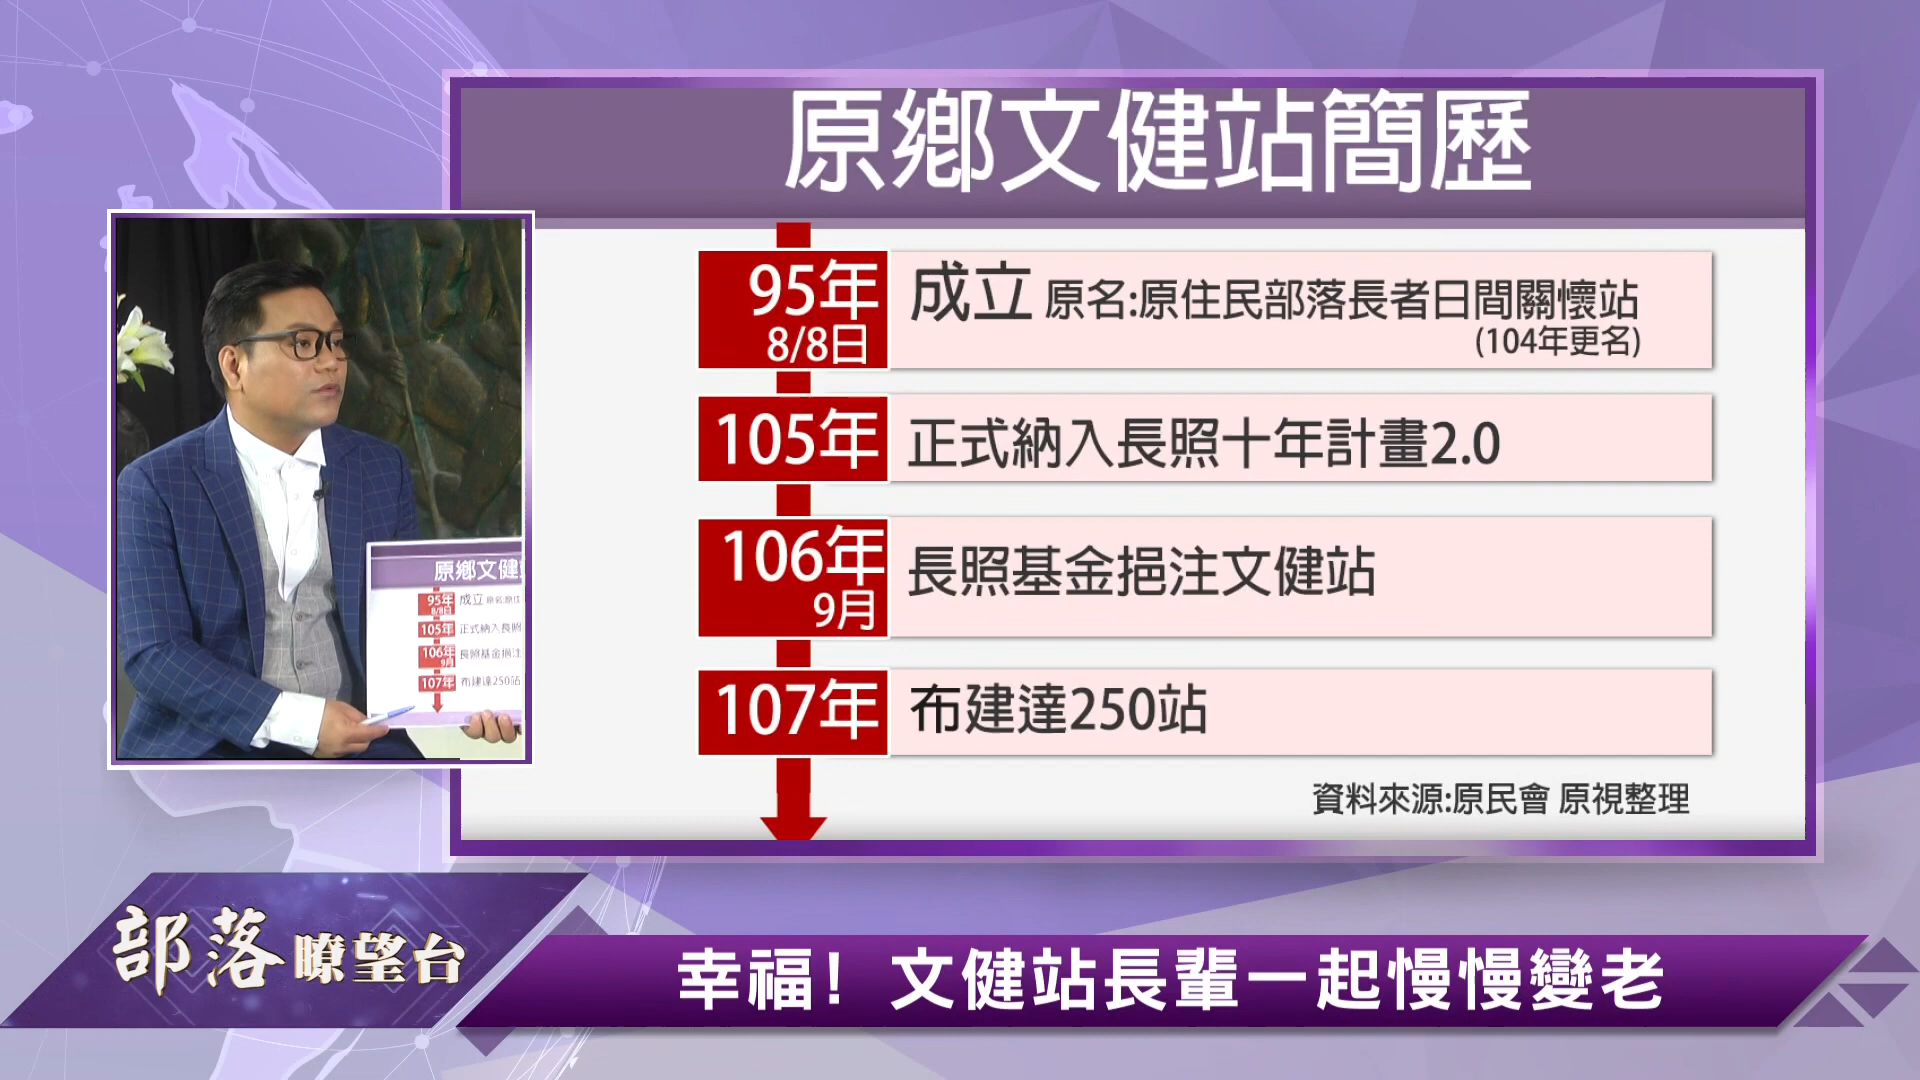 原鄉文健站簡歷
95年
8/8日
成立 原名:原住民部落長者日間關懷站
(104年更名)
105年
正式納入長照十年計畫2.0
106年
9月
長照基金挹注文健站
107年
布建達250站
資料來源:原民會 原視整理
原鄉文健
95年 成立
8/8日
105年 正式納入長照
106年 長照基金挹注
9月
107年 布建達250站
部落瞭望台
幸福! 文健站長輩一起慢慢變老